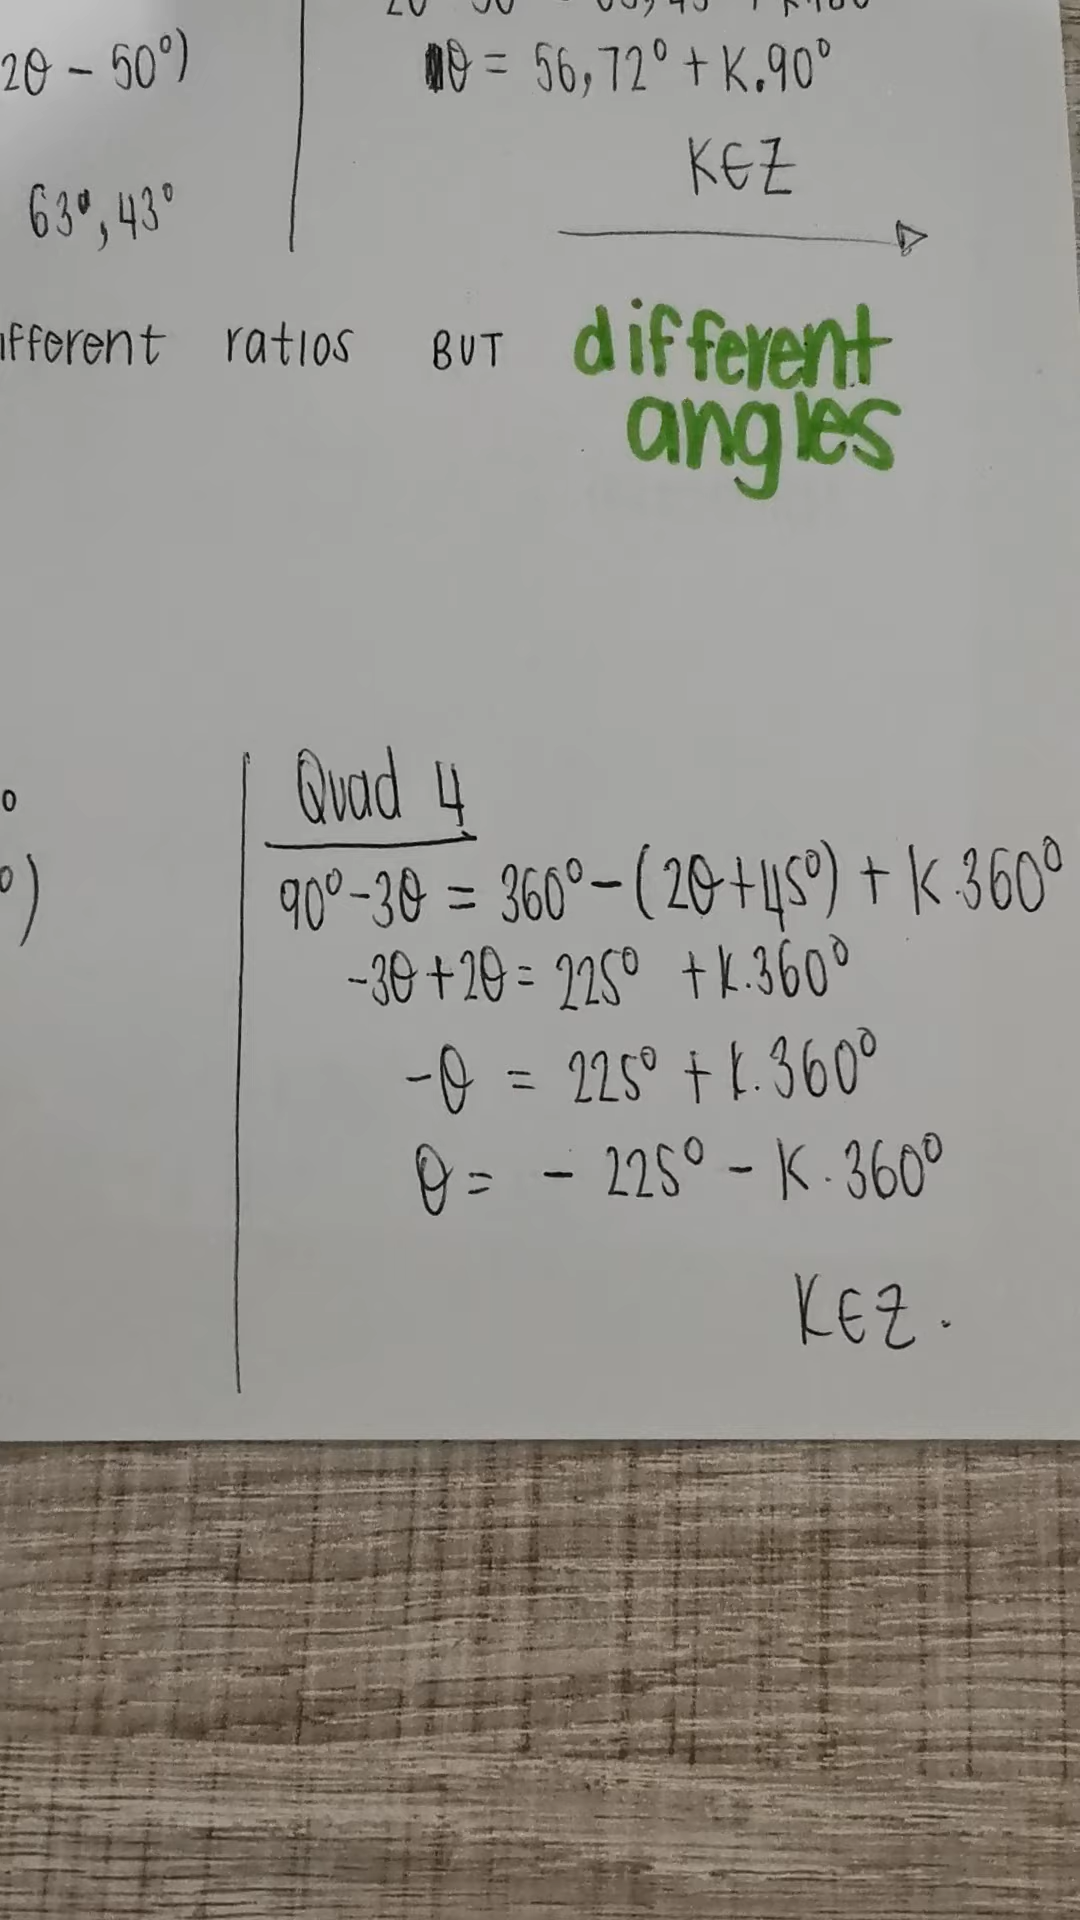 2θ - 50°)
θ = 56,72° + K.90°
K∈Z
63°,43°
ifferent ratios BUT different
angles
Quad 4
°
°)
90° - 3θ = 360° - (2θ + 45°) + K.360°
-3θ + 2θ = 225° + K.360°
-θ = 225° + K.360°
θ = - 225° - K.360°
K∈Z.